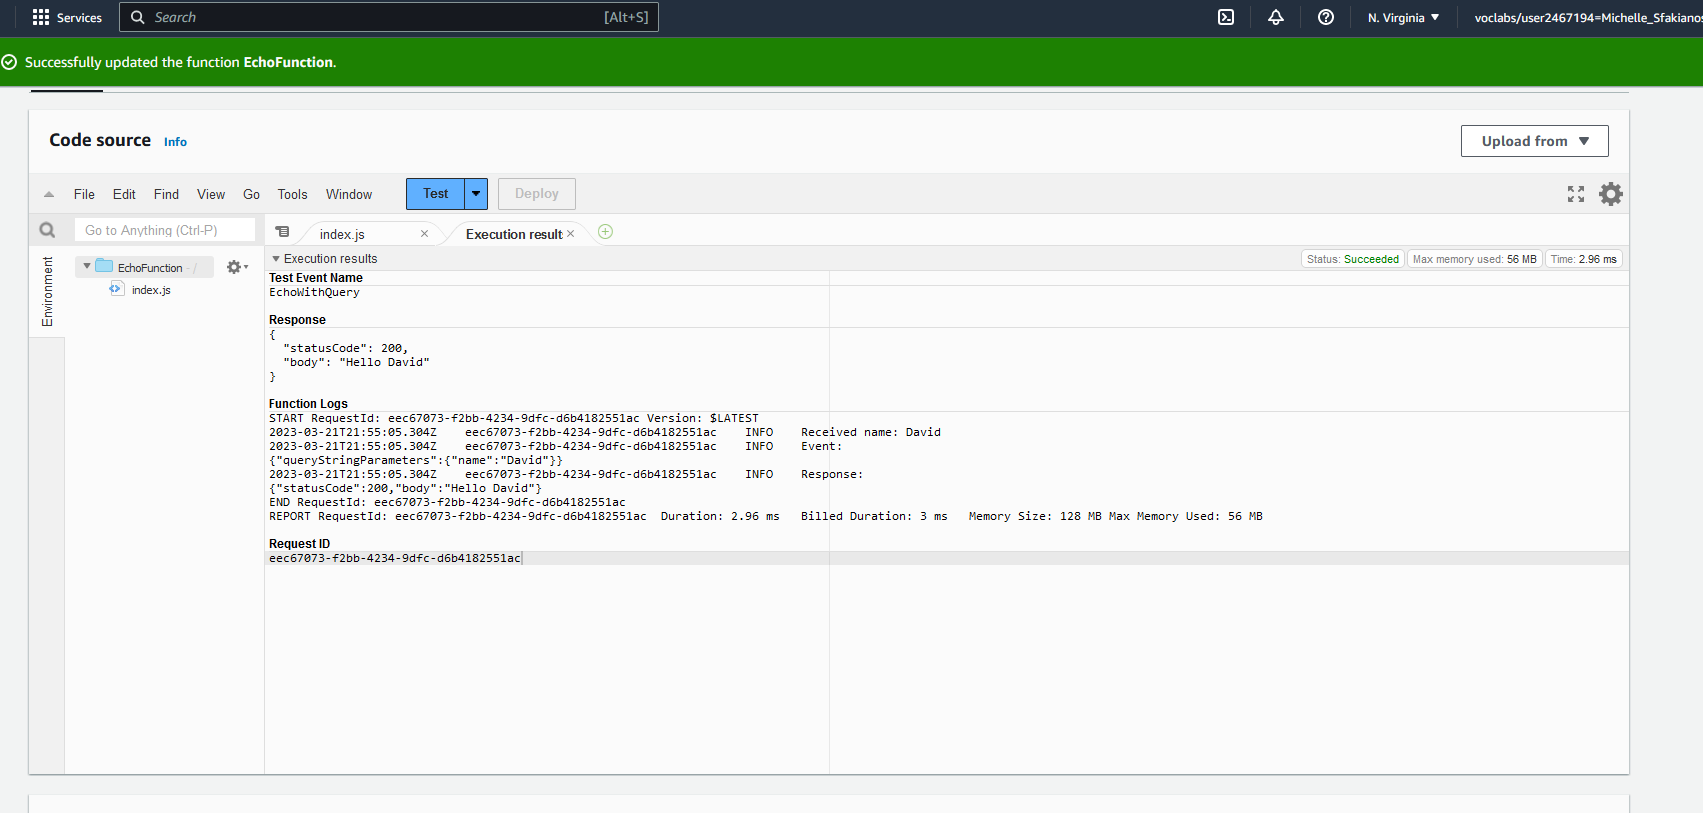 Services Search [Alt+S] N. Virginia voclabs/user2467194=Michelle_Sfakianos
Successfully updated the function EchoFunction.
Code source Info Upload from
File Edit Find View Go Tools Window Test Deploy
Go to Anything (Ctrl-P) index.js Execution result
Environment
EchoFunction - /
index.js
Execution results Status: Succeeded Max memory used: 56 MB Time: 2.96 ms
Test Event Name
EchoWithQuery
Response
{
"statusCode": 200,
"body": "Hello David"
}
Function Logs
START RequestId: eec67073-f2bb-4234-9dfc-d6b4182551ac Version: $LATEST
2023-03-21T21:55:05.304Z eec67073-f2bb-4234-9dfc-d6b4182551ac INFO Received name: David
2023-03-21T21:55:05.304Z eec67073-f2bb-4234-9dfc-d6b4182551ac INFO Event:
{"queryStringParameters":{"name":"David"}}
2023-03-21T21:55:05.304Z eec67073-f2bb-4234-9dfc-d6b4182551ac INFO Response:
{"statusCode":200,"body":"Hello David"}
END RequestId: eec67073-f2bb-4234-9dfc-d6b4182551ac
REPORT RequestId: eec67073-f2bb-4234-9dfc-d6b4182551ac Duration: 2.96 ms Billed Duration: 3 ms Memory Size: 128 MB Max Memory Used: 56 MB
Request ID
eec67073-f2bb-4234-9dfc-d6b4182551ac